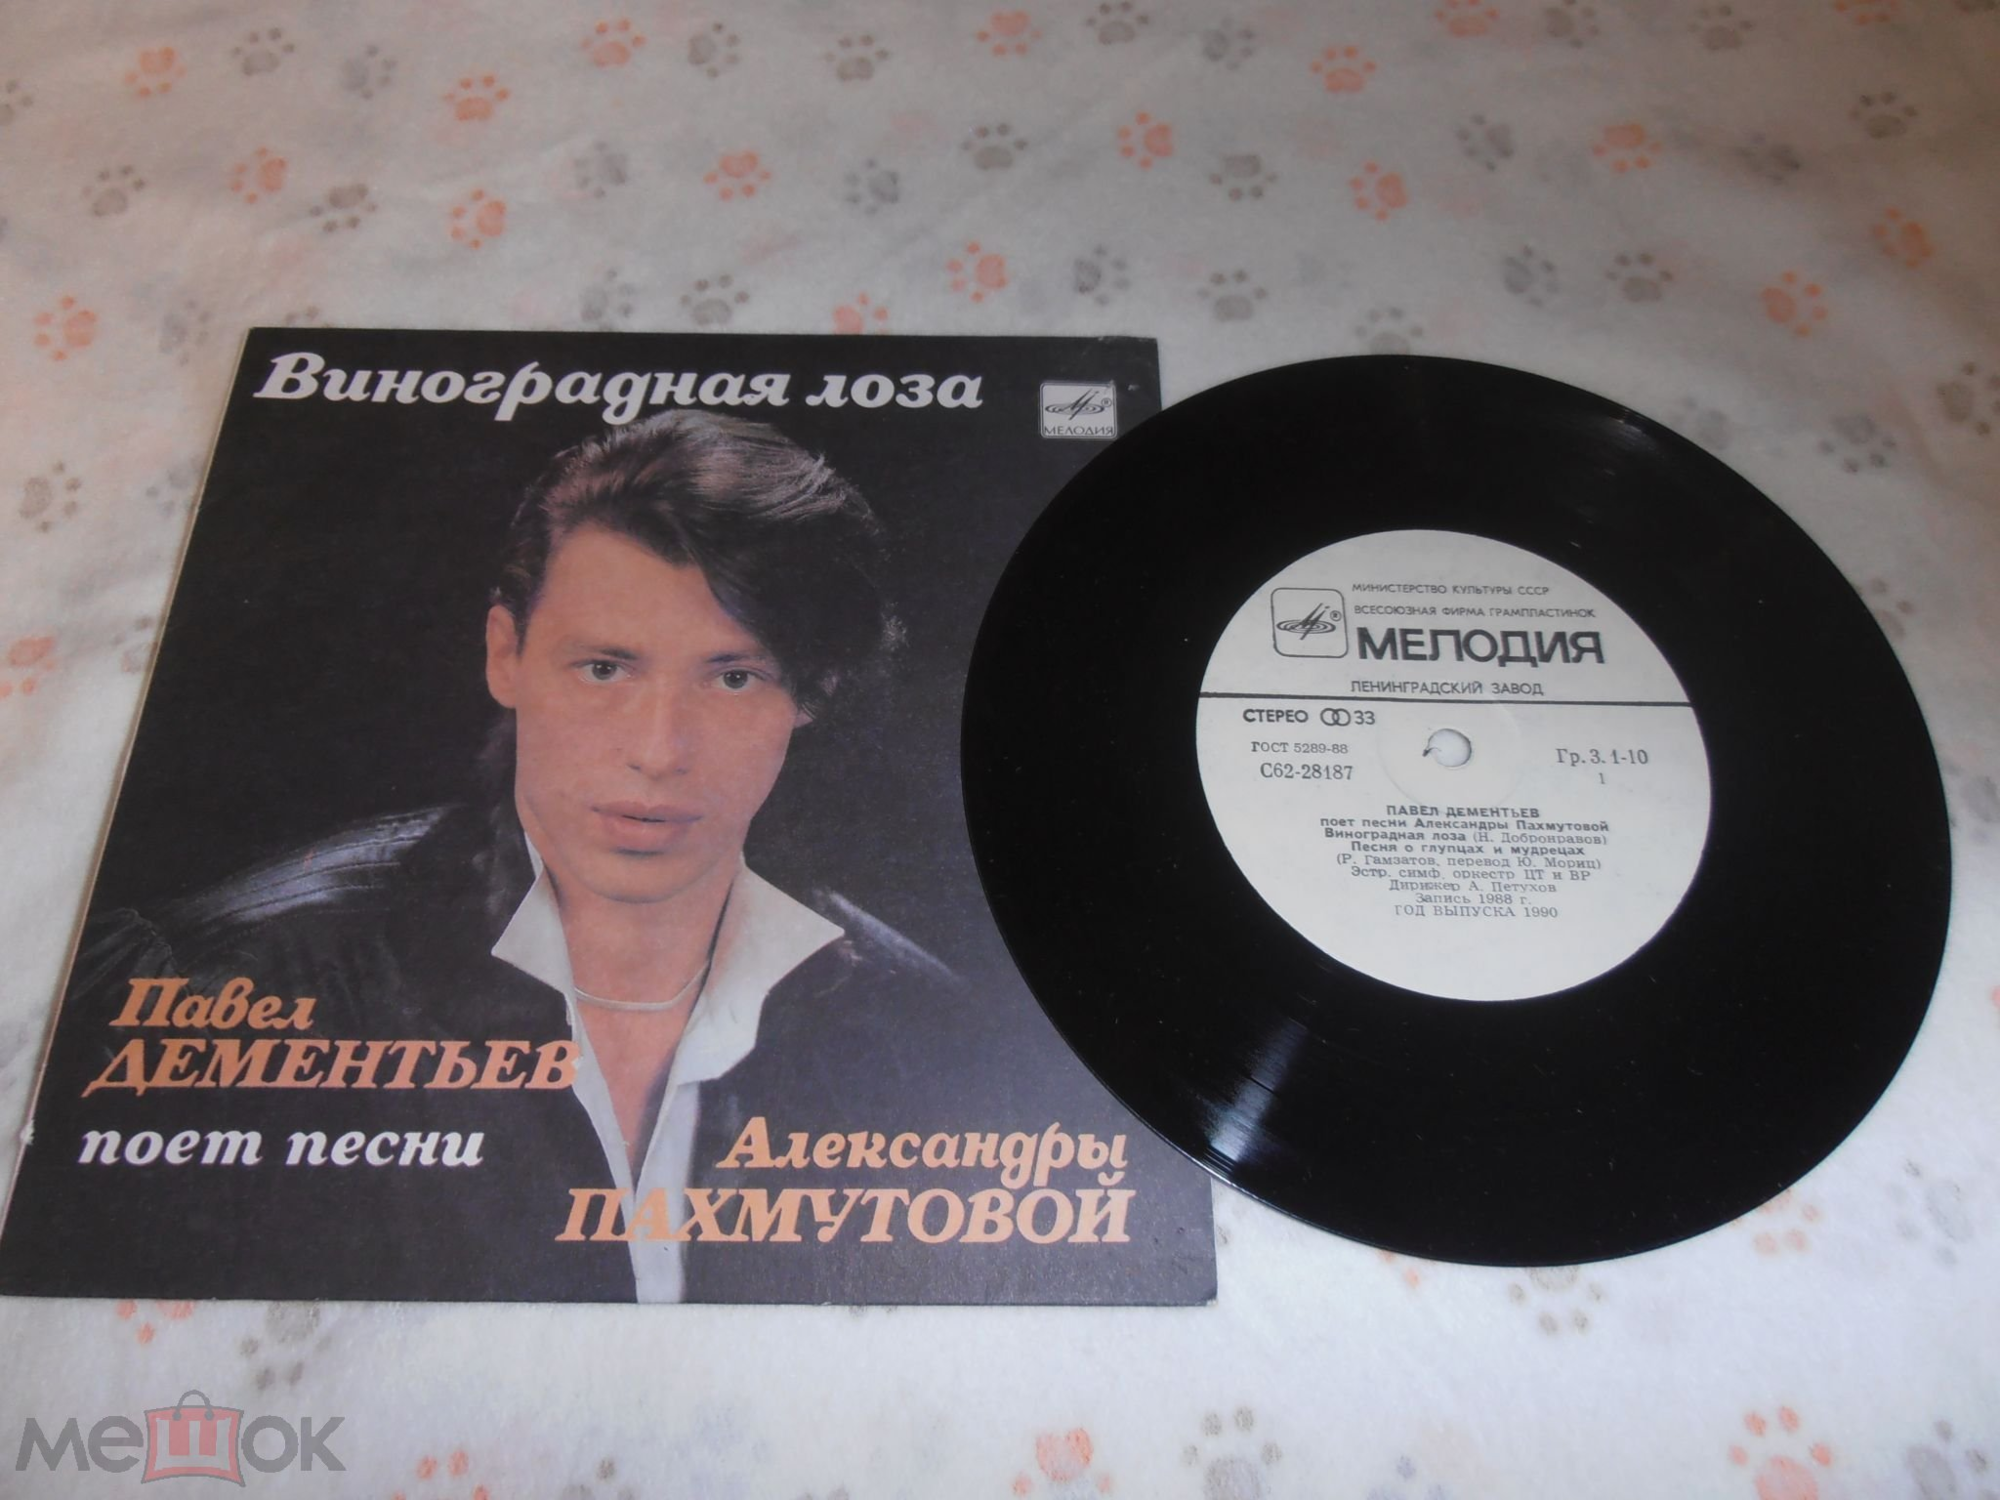 Виноградная лоза
МЕЛОДИЯ
Павел
ДЕМЕНТЬЕВ
поет песни
Александры
ПАХМУТОВОЙ
МИНИСТЕРСТВО КУЛЬТУРЫ СССР
ВСЕСОЮЗНАЯ ФИРМА ГРАМПЛАСТИНОК
МЕЛОДИЯ
ЛЕНИНГРАДСКИЙ ЗАВОД
СТЕРЕО 33
ГОСТ 5289-88
С62-28187
Гр. 3. 1-10
1
ПАВЕЛ ДЕМЕНТЬЕВ
поет песни Александры Пахмутовой
Виноградная лоза (Н. Добронравов)
Песня о глупцах и мудрецах
(Р. Гамзатов, перевод Ю. Мориц)
Эстр. симф. оркестр ЦТ и ВР
Дирижер А. Петухов
Запись 1988 г.
ГОД ВЫПУСКА 1990
мешок